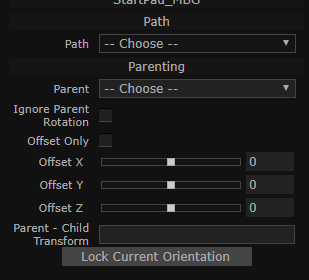 StartPad_MBG
Path
Path -- Choose --
Parenting
Parent -- Choose --
Ignore Parent
Rotation
Offset Only
Offset X 0
Offset Y 0
Offset Z 0
Parent - Child
Transform
Lock Current Orientation